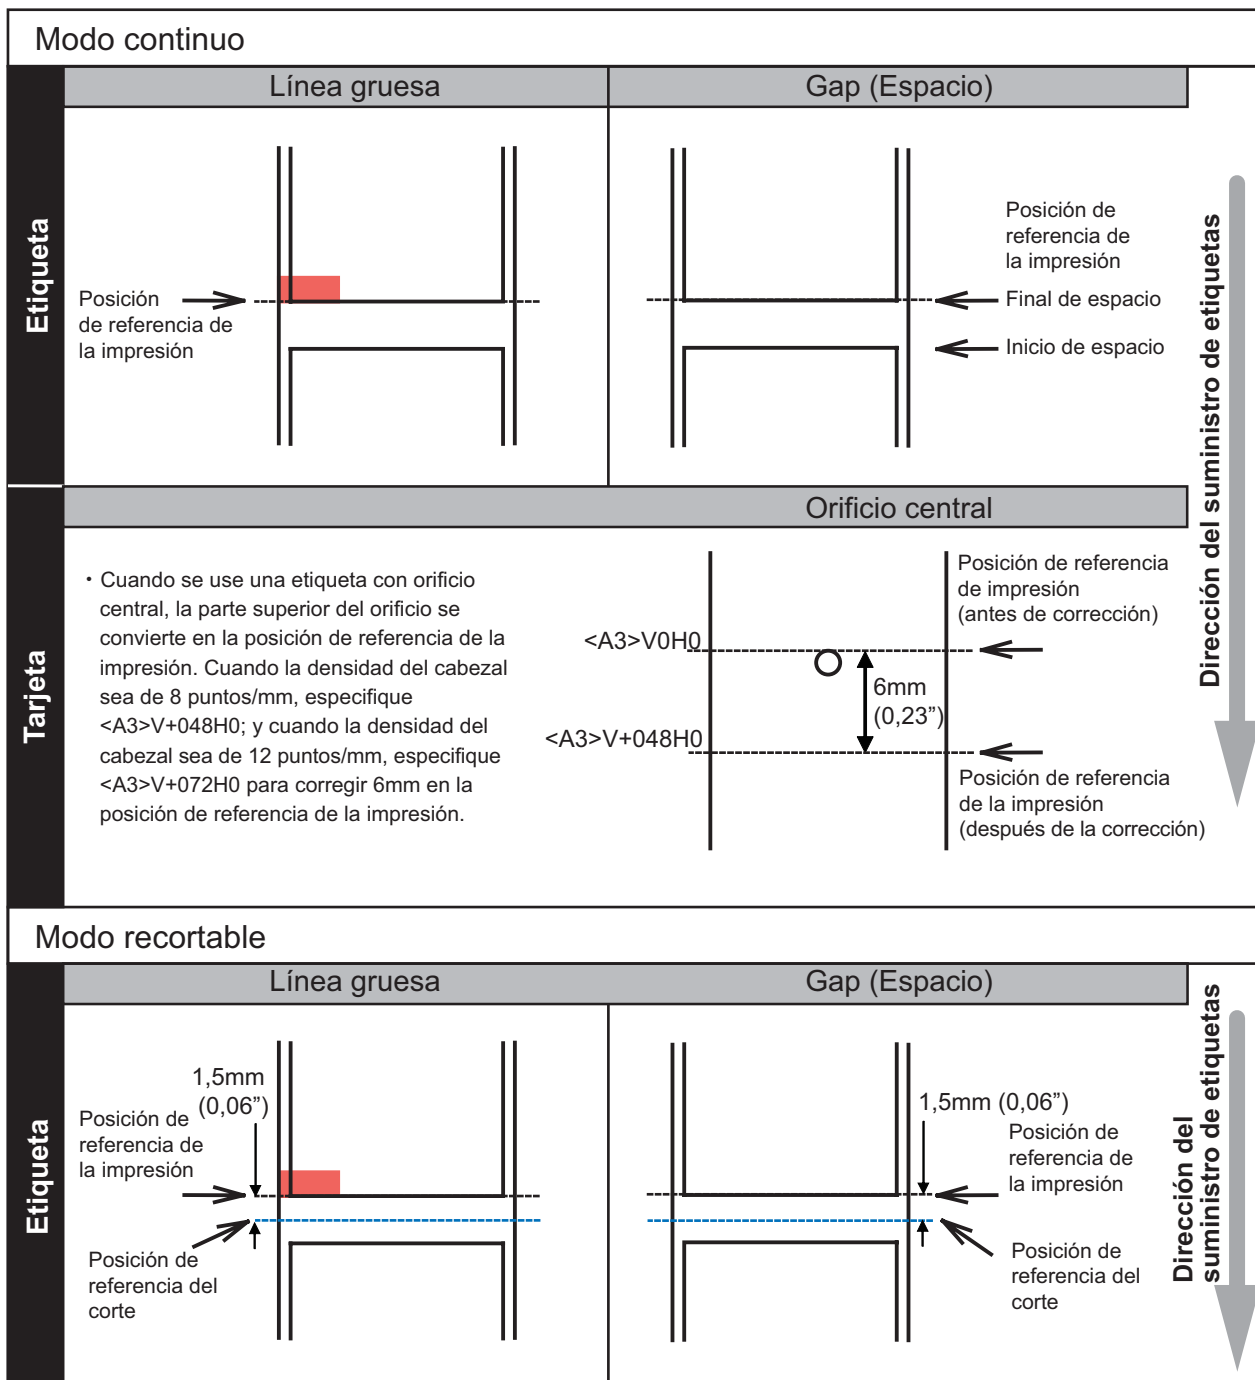 Modo continuo
Línea gruesa
Gap (Espacio)
Etiqueta
Posición
de referencia de
la impresión
Posición de
referencia de
la impresión
Final de espacio
Inicio de espacio
Dirección del suministro de etiquetas
Orificio central
Tarjeta
・Cuando se use una etiqueta con orificio
central, la parte superior del orificio se
convierte en la posición de referencia de la
impresión. Cuando la densidad del cabezal
sea de 8 puntos/mm, especifique
<A3>V+048H0; y cuando la densidad del
cabezal sea de 12 puntos/mm, especifique
<A3>V+072H0 para corregir 6mm en la
posición de referencia de la impresión.
<A3>V0H0
<A3>V+048H0
6mm
(0,23”)
Posición de referencia
de impresión
(antes de corrección)
Posición de referencia
de la impresión
(después de la corrección)
Modo recortable
Línea gruesa
Gap (Espacio)
Etiqueta
1,5mm
(0,06”)
Posición de
referencia de
la impresión
Posición de
referencia del
corte
1,5mm (0,06”)
Posición de
referencia de
la impresión
Posición de
referencia del
corte
Dirección del
suministro de etiquetas